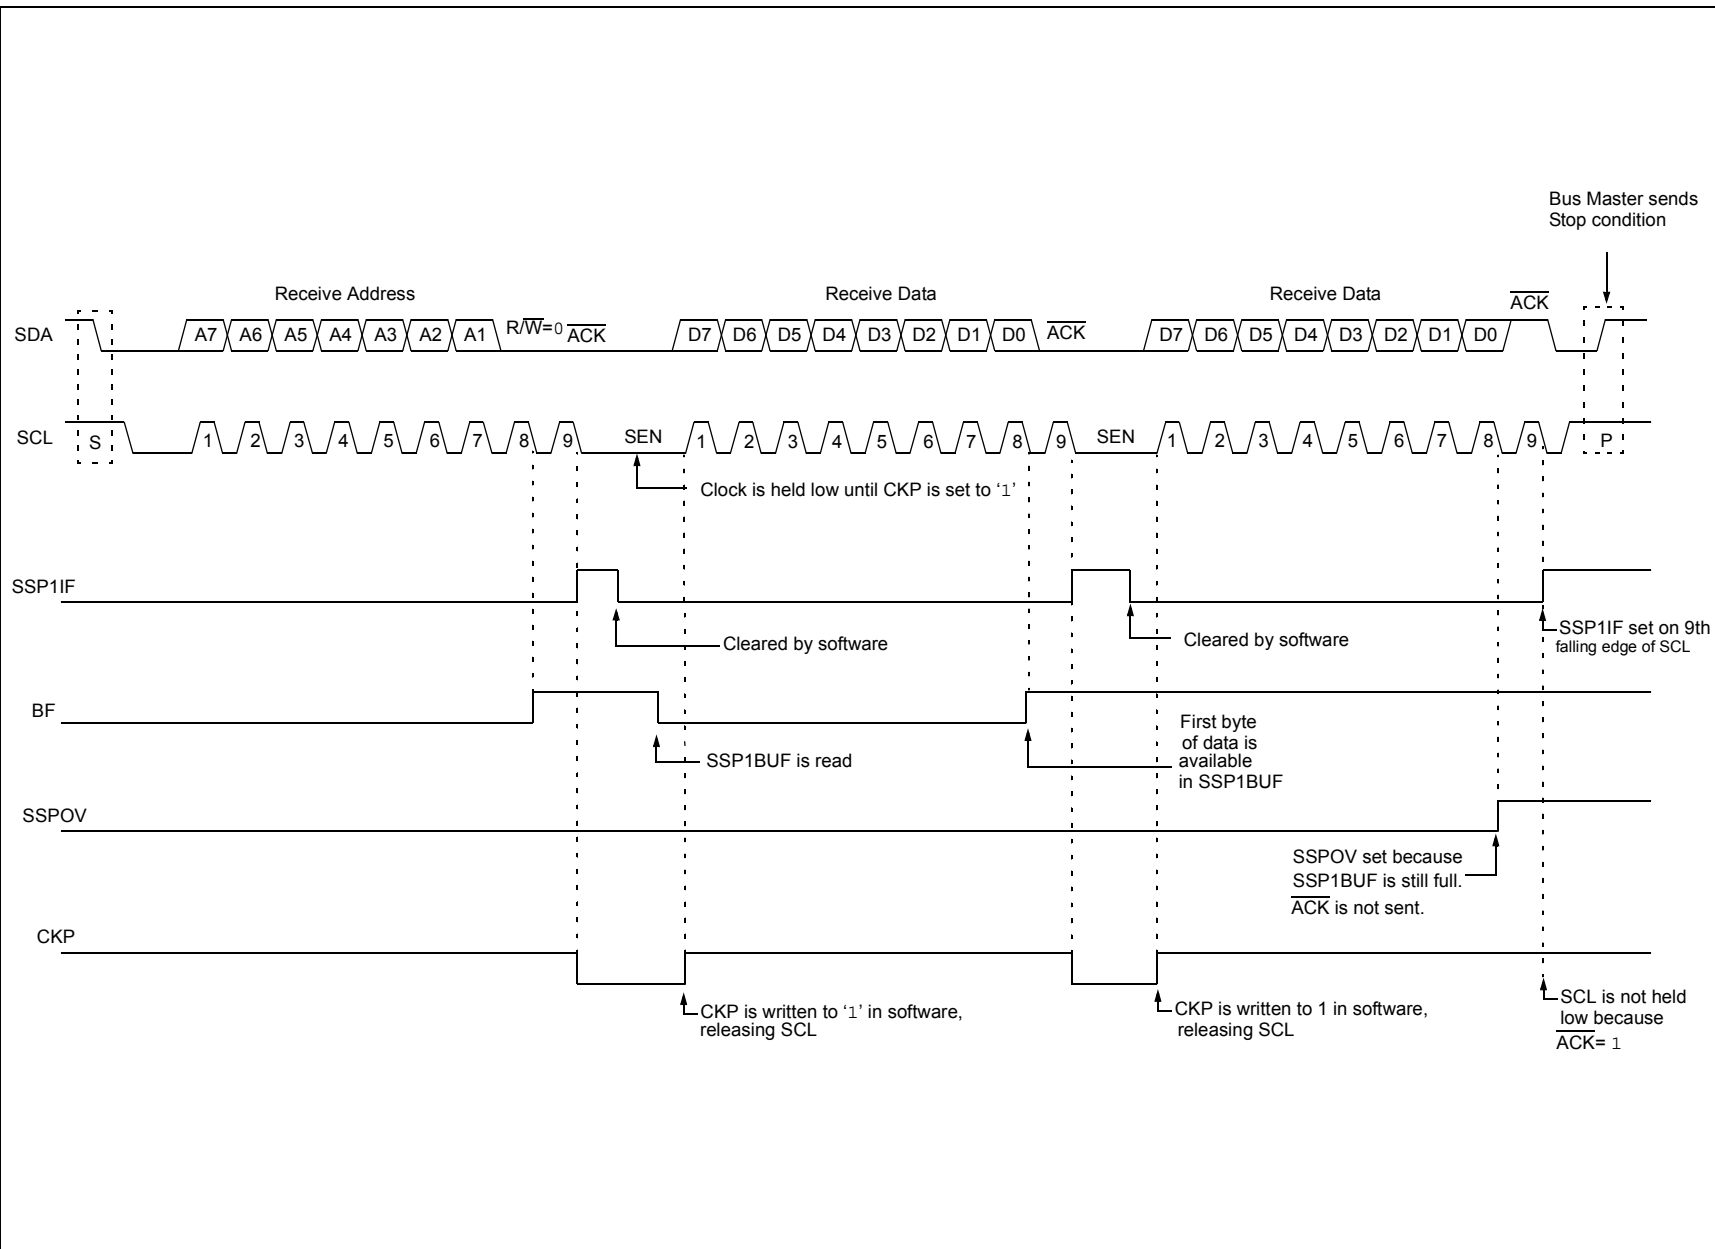 Bus Master sends
Stop condition
Receive Address
Receive Data
Receive Data
ACK
SDA
A7 A6 A5 A4 A3 A2 A1 R/W=0 ACK
D7 D6 D5 D4 D3 D2 D1 D0 ACK
D7 D6 D5 D4 D3 D2 D1 D0
SCL
S
1 2 3 4 5 6 7 8 9 SEN
1 2 3 4 5 6 7 8 9 SEN
1 2 3 4 5 6 7 8 9
P
Clock is held low until CKP is set to ‘1’
SSP1IF
Cleared by software
Cleared by software
SSP1IF set on 9th
falling edge of SCL
BF
SSP1BUF is read
First byte
of data is
available
in SSP1BUF
SSPOV
SSPOV set because
SSP1BUF is still full.
ACK is not sent.
CKP
CKP is written to ‘1’ in software,
releasing SCL
CKP is written to 1 in software,
releasing SCL
SCL is not held
low because
ACK= 1